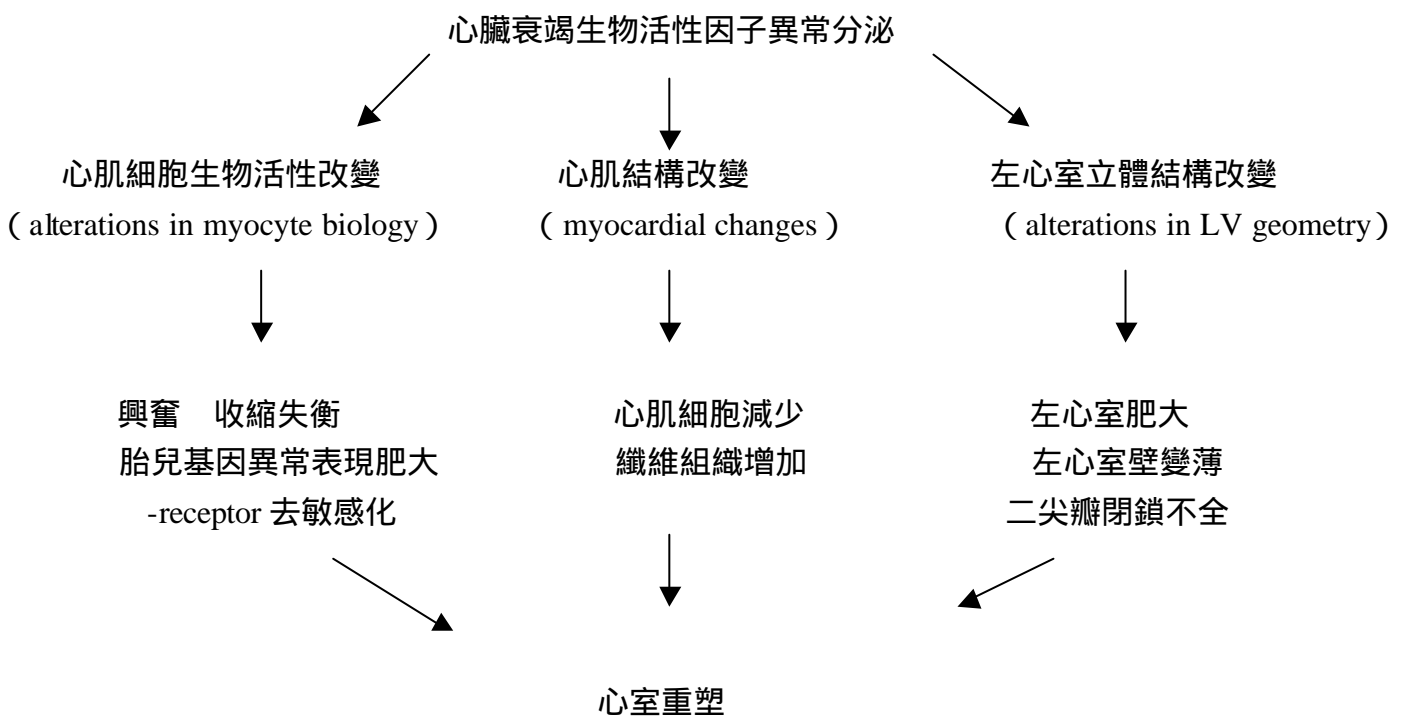 心臟衰竭生物活性因子異常分泌
心肌細胞生物活性改變
（alterations in myocyte biology）
心肌結構改變
（myocardial changes）
左心室立體結構改變
（alterations in LV geometry）
興奮　收縮失衡
胎兒基因異常表現肥大
-receptor 去敏感化
心肌細胞減少
纖維組織增加
左心室肥大
左心室壁變薄
二尖瓣閉鎖不全
心室重塑